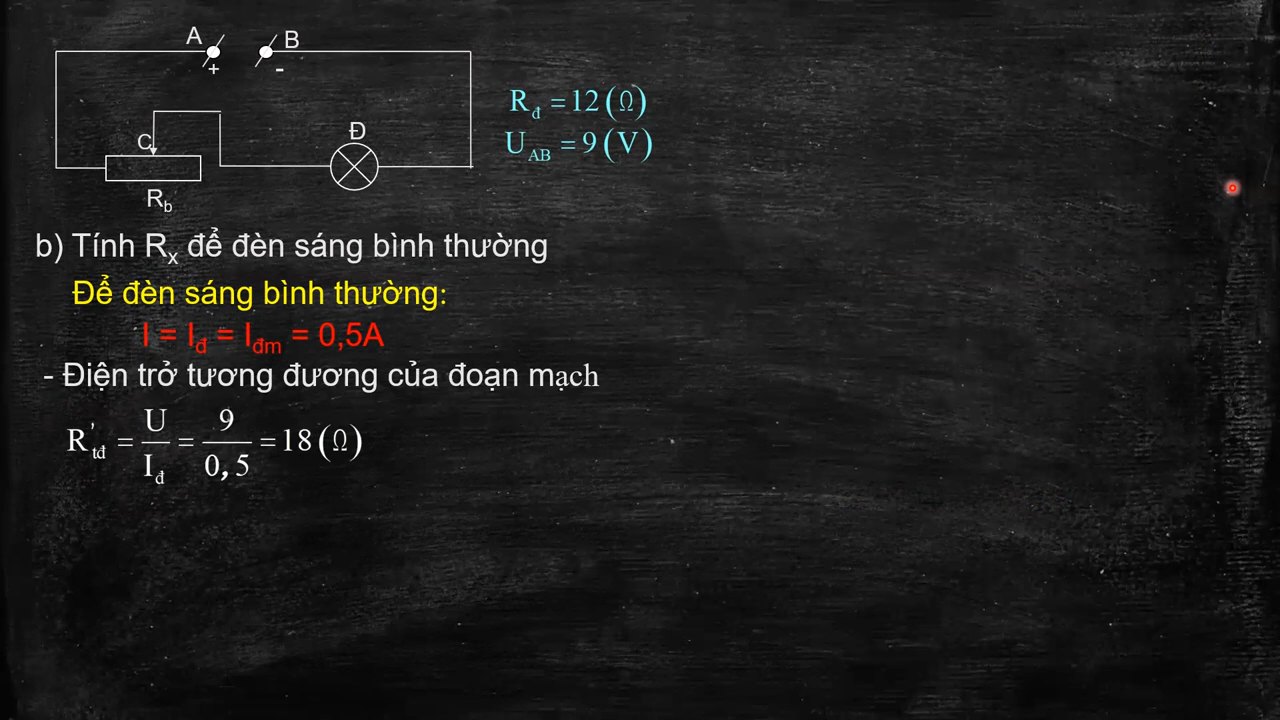 A B
+ -
C Đ
R_b
R_đ = 12 (Ω)
U_AB = 9 (V)
b) Tính R_x để đèn sáng bình thường
Để đèn sáng bình thường:
I = I_đ = I_đm = 0,5A
- Điện trở tương đương của đoạn mạch
R'_tđ = U/I_đ = 9/0,5 = 18 (Ω)